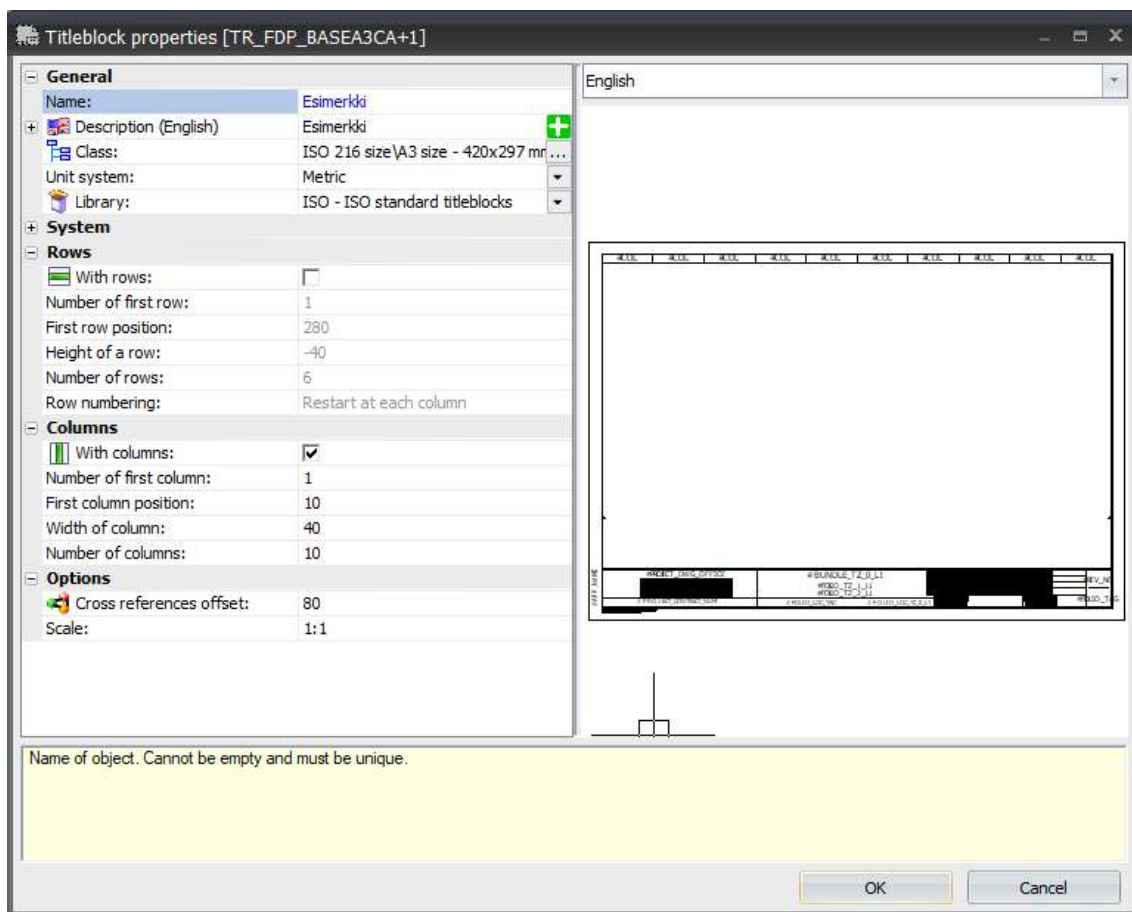 Titleblock properties [TR_FDP_BASEA3CA+1]
General
English
Name: Esimerkki
Description (English) Esimerkki
Class: ISO 216 size\A3 size - 420x297 mm ...
Unit system: Metric
Library: ISO - ISO standard titleblocks
System
Rows
With rows:
Number of first row: 1
First row position: 280
Height of a row: -40
Number of rows: 6
Row numbering: Restart at each column
Columns
With columns:
Number of first column: 1
First column position: 10
Width of column: 40
Number of columns: 10
Options
Cross references offset: 80
Scale: 1:1
#BUNDLE_TZ_0_L1
Name of object. Cannot be empty and must be unique.
OK Cancel